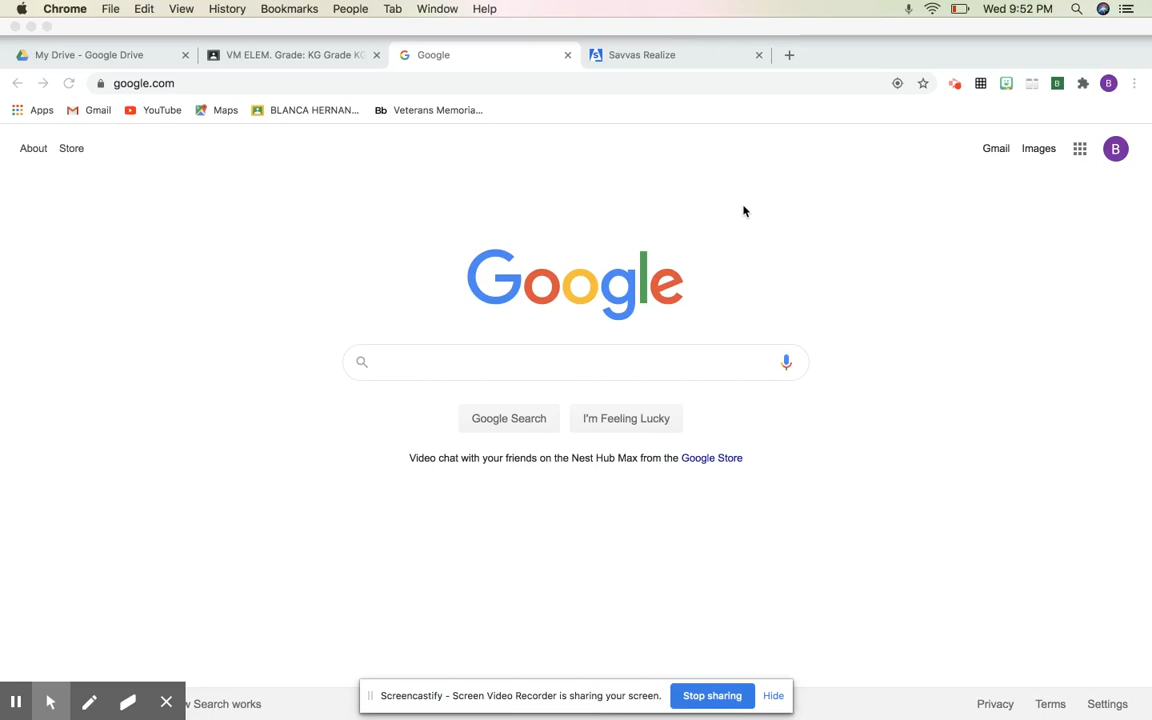 Chrome File Edit View History Bookmarks People Tab Window Help Wed 9:52 PM
My Drive - Google Drive VM ELEM. Grade: KG Grade KG Google Savvas Realize
google.com B B
Apps Gmail YouTube Maps BLANCA HERNAN... Bb Veterans Memoria...
About Store Gmail Images B
Google
Google Search I'm Feeling Lucky
Video chat with your friends on the Nest Hub Max from the Google Store
Screencastify - Screen Video Recorder is sharing your screen. Stop sharing Hide
w Search works Privacy Terms Settings